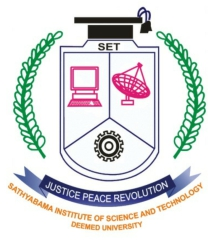 SET
JUSTICE PEACE REVOLUTION
SATHYABAMA INSTITUTE OF SCIENCE AND TECHNOLOGY
DEEMED UNIVERSITY